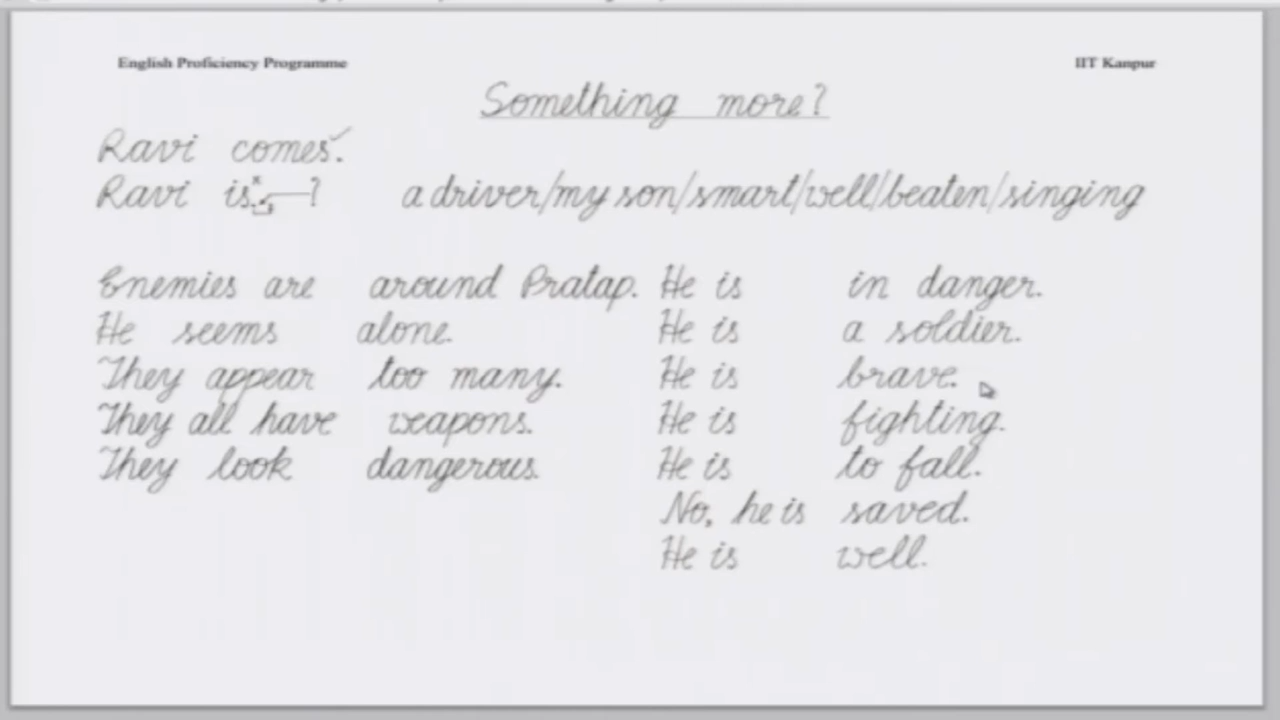 English Proficiency Programme IIT Kanpur
Something more?
Ravi comes.
Ravi is ? a driver/my son/smart/well/beaten/singing
Enemies are around Pratap. He is in danger.
He seems alone. He is a soldier.
They appear too many. He is brave.
They all have weapons. He is fighting.
They look dangerous. He is to fall.
No, he is saved.
He is well.